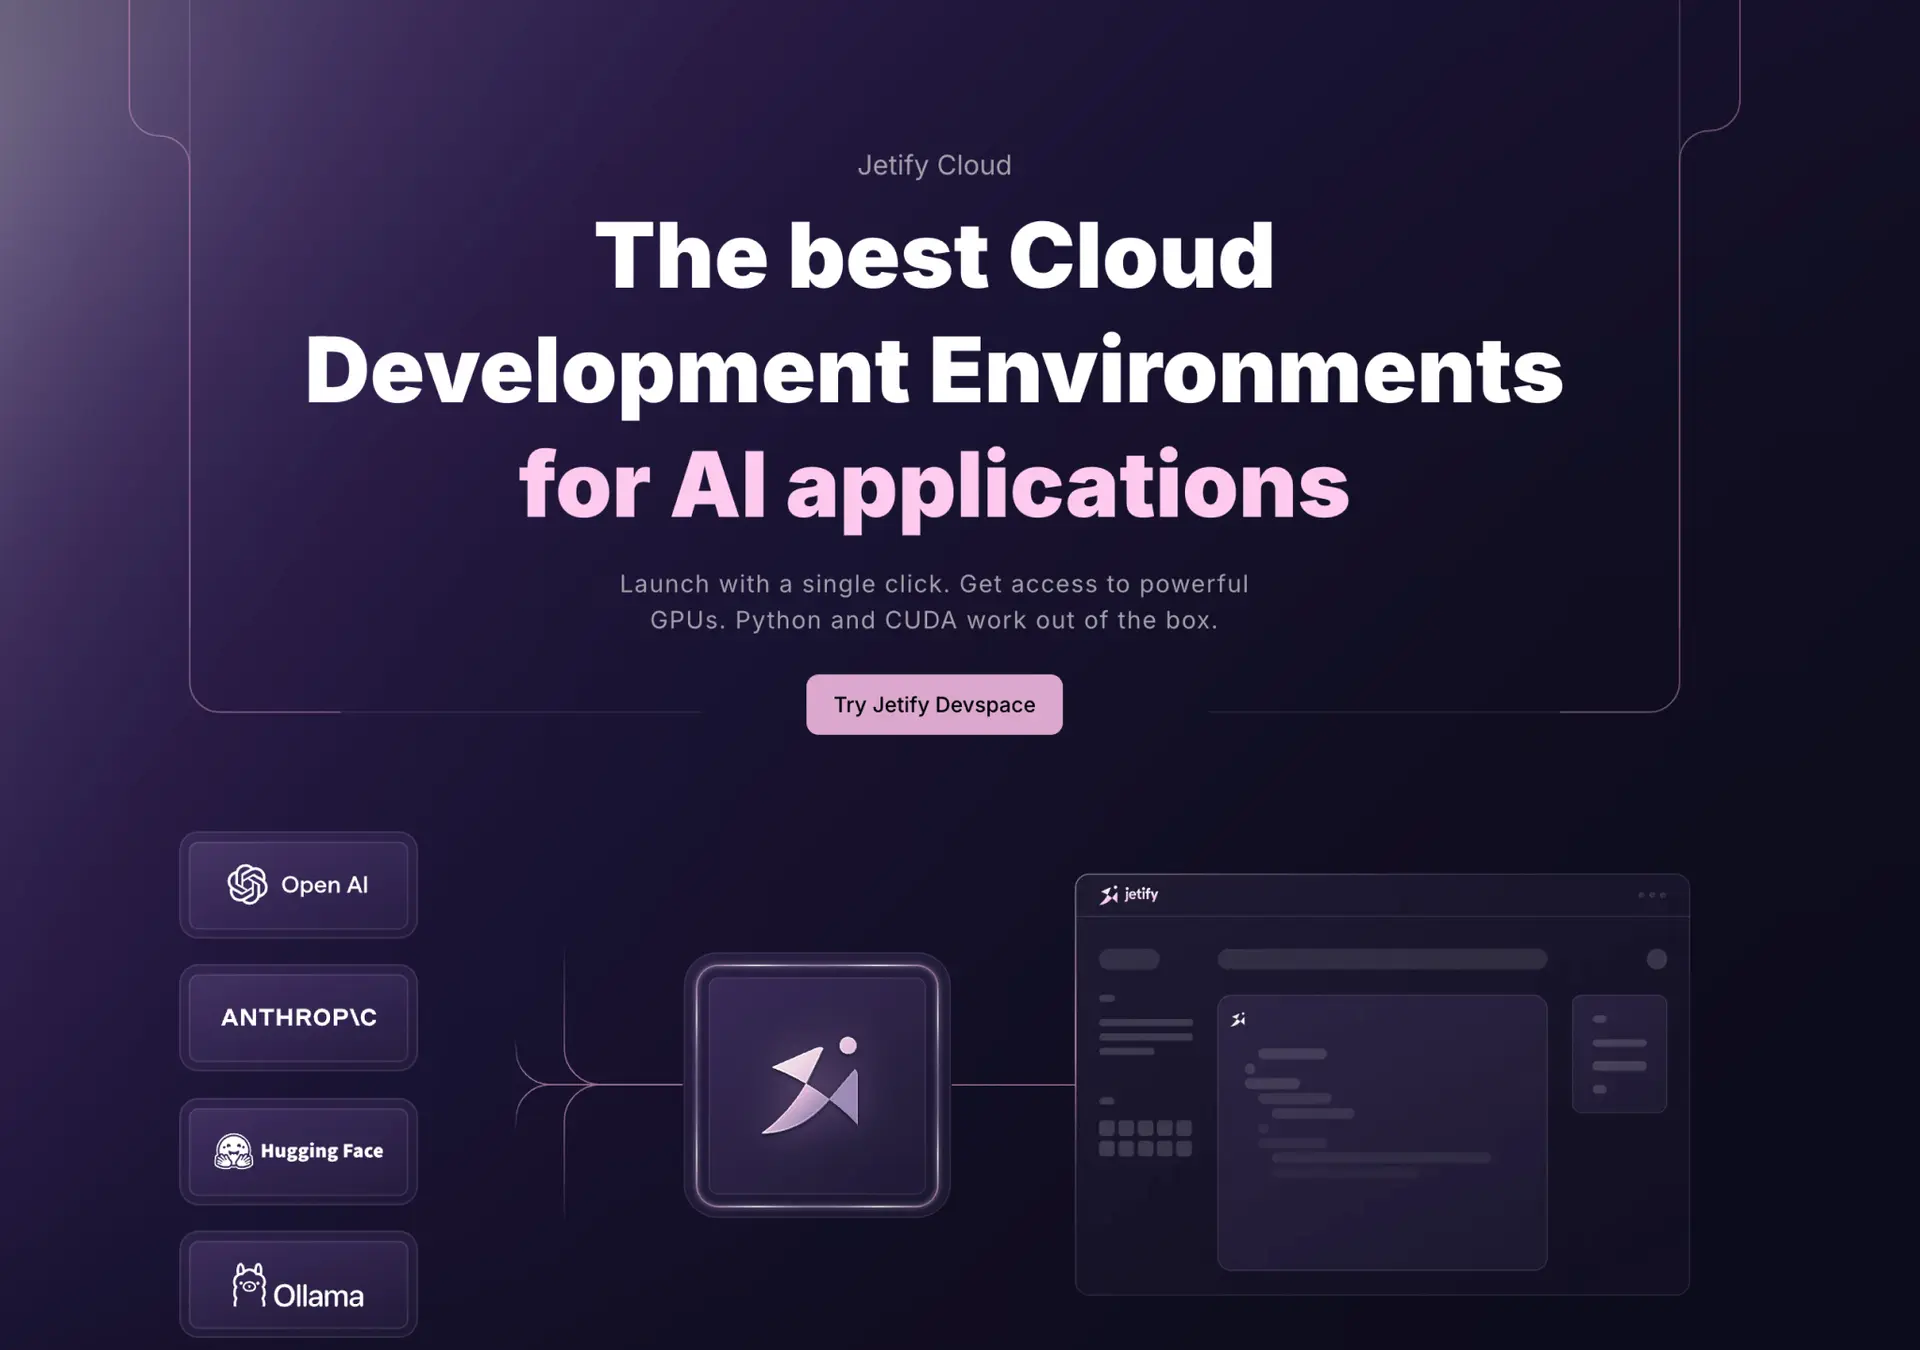 Jetify Cloud
The best Cloud
Development Environments
for AI applications
Launch with a single click. Get access to powerful
GPUs. Python and CUDA work out of the box.
Try Jetify Devspace
Open AI
ANTHROP\C
Hugging Face
Ollama
jetify